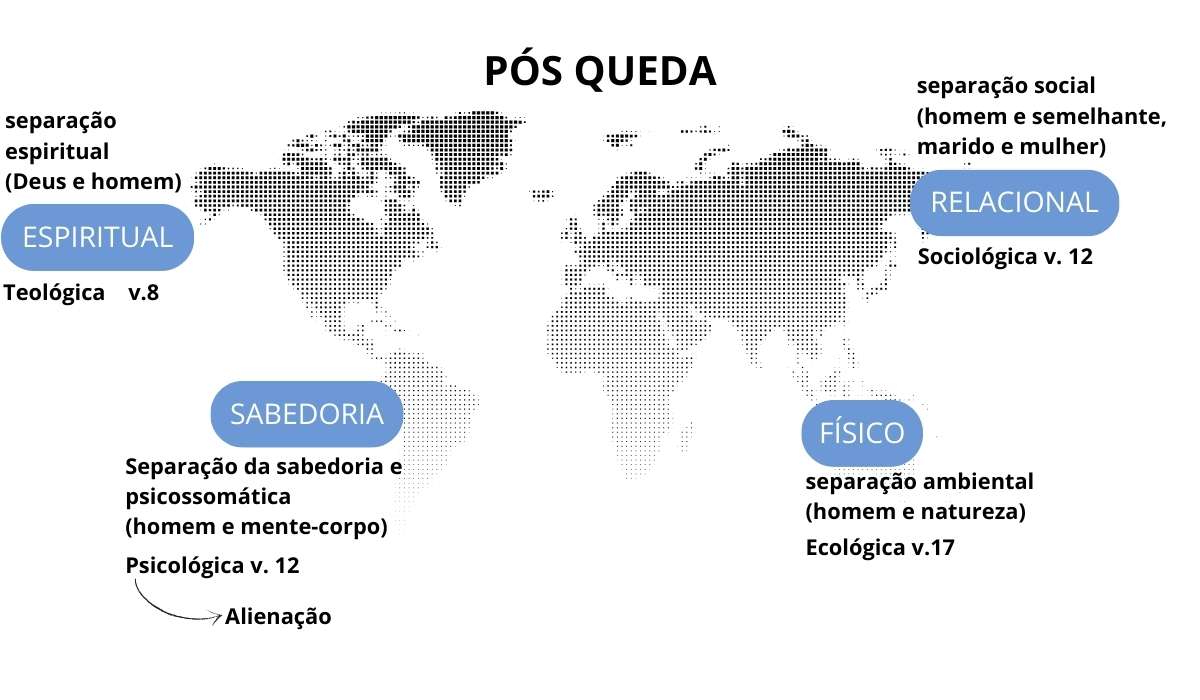 PÓS QUEDA
separação
espiritual
(Deus e homem)
ESPIRITUAL
Teológica v.8
separação social
(homem e semelhante,
marido e mulher)
RELACIONAL
Sociológica v. 12
SABEDORIA
Separação da sabedoria e
psicossomática
(homem e mente-corpo)
Psicológica v. 12
Alienação
FÍSICO
separação ambiental
(homem e natureza)
Ecológica v.17